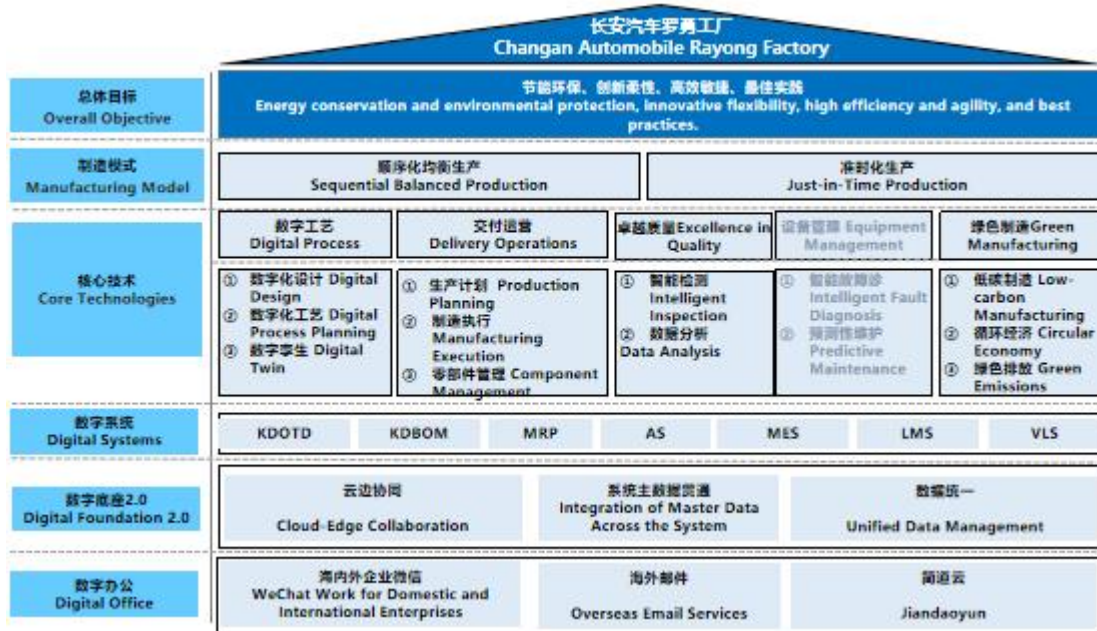 长安汽车罗勇工厂
Changan Automobile Rayong Factory
总体目标
Overall Objective
节能环保、创新柔性、高效敏捷、最佳实践
Energy conservation and environmental protection, innovative flexibility, high efficiency and agility, and best
practices.
制造模式
Manufacturing Model
顺序化均衡生产
Sequential Balanced Production
准时化生产
Just-in-Time Production
核心技术
Core Technologies
数字工艺
Digital Process
交付运营
Delivery Operations
卓越质量Excellence in
Quality
设备管理 Equipment
Management
绿色制造Green
Manufacturing
① 数字化设计 Digital
Design
② 数字化工艺 Digital
Process Planning
③ 数字孪生 Digital
Twin
① 生产计划 Production
Planning
② 制造执行
Manufacturing
Execution
③ 零部件管理 Component
Management
① 智能检测
Intelligent
Inspection
② 数据分析
Data Analysis
① 智能故障诊
Intelligent Fault
Diagnosis
② 预测性维护
Predictive
Maintenance
① 低碳制造 Low-
carbon
Manufacturing
② 循环经济 Circular
Economy
③ 绿色排放 Green
Emissions
数字系统
Digital Systems
KDOTD
KDBOM
MRP
AS
MES
LMS
VLS
数字底座2.0
Digital Foundation 2.0
云边协同
Cloud-Edge Collaboration
系统主数据贯通
Integration of Master Data
Across the System
数据统一
Unified Data Management
数字办公
Digital Office
海内外企业微信
WeChat Work for Domestic and
International Enterprises
海外邮件
Overseas Email Services
简道云
Jiandaoyun